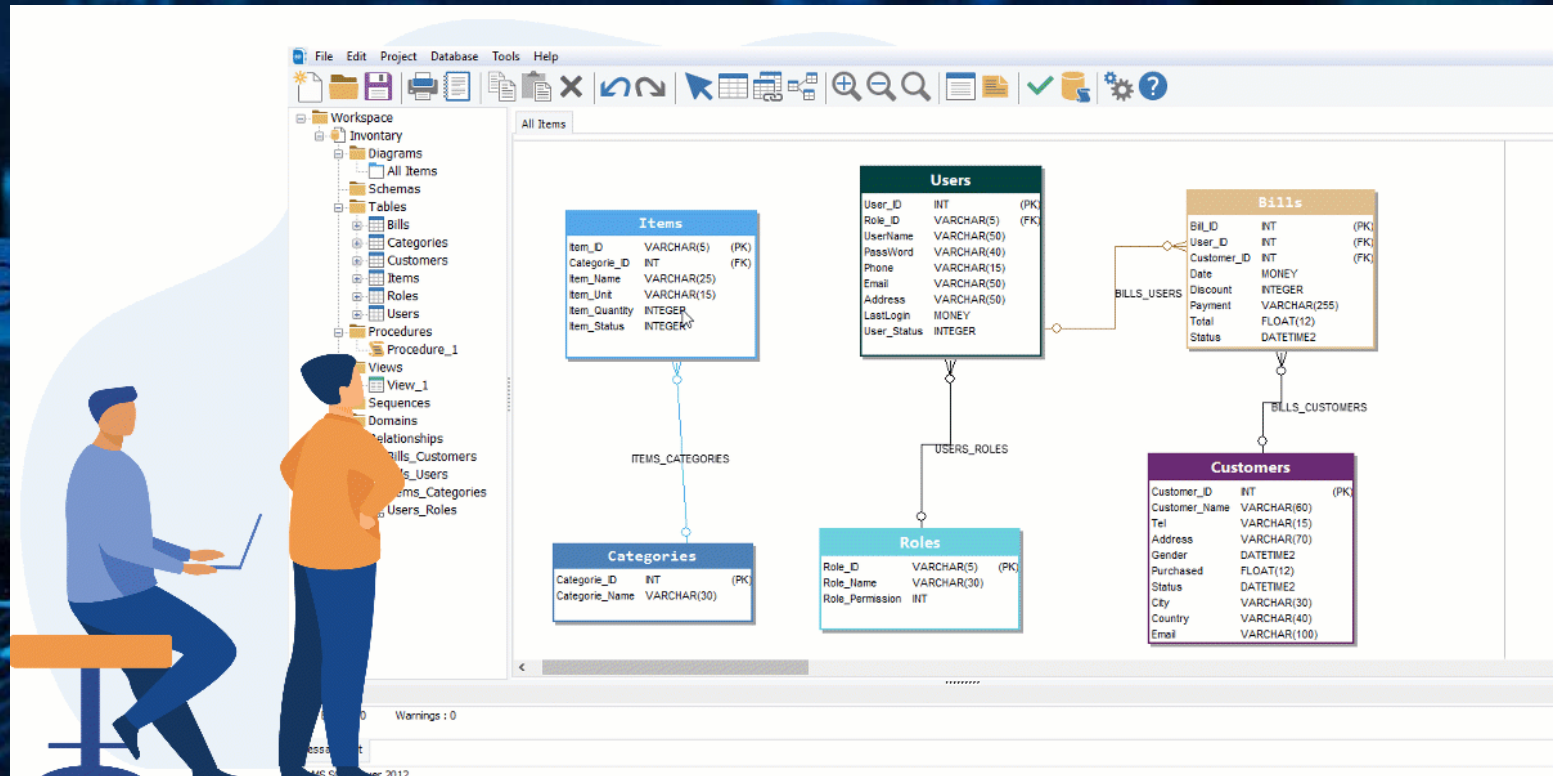 File Edit Project Database Tools Help
Workspace
Invontary
Diagrams
All Items
Schemas
Tables
Bills
Categories
Customers
Items
Roles
Users
Procedures
Procedure_1
Views
View_1
Sequences
Domains
elationships
ills_Customers
s_Users
ms_Categories
Users_Roles
All Items
Items
Item_ID VARCHAR(5) (PK)
Categorie_ID INT (FK)
Item_Name VARCHAR(25)
Item_Unit VARCHAR(15)
Item_Quantity INTEGER
Item_Status INTEGER
Users
User_ID INT (PK)
Role_ID VARCHAR(5) (FK)
UserName VARCHAR(50)
PassWord VARCHAR(40)
Phone VARCHAR(15)
Email VARCHAR(50)
Address VARCHAR(50)
LastLogin MONEY
User_Status INTEGER
Bills
Bill_ID INT (PK)
User_ID INT (FK)
Customer_ID INT (FK)
Date MONEY
Discount INTEGER
Payment VARCHAR(255)
Total FLOAT(12)
Status DATETIME2
BILLS_USERS
BILLS_CUSTOMERS
ITEMS_CATEGORIES
USERS_ROLES
Categories
Categorie_ID INT (PK)
Categorie_Name VARCHAR(30)
Roles
Role_ID VARCHAR(5) (PK)
Role_Name VARCHAR(30)
Role_Permission INT
Customers
Customer_ID INT (PK)
Customer_Name VARCHAR(60)
Tel VARCHAR(15)
Address VARCHAR(70)
Gender DATETIME2
Purchased FLOAT(12)
Status DATETIME2
City VARCHAR(30)
Country VARCHAR(40)
Email VARCHAR(100)
0 Warnings : 0
2012